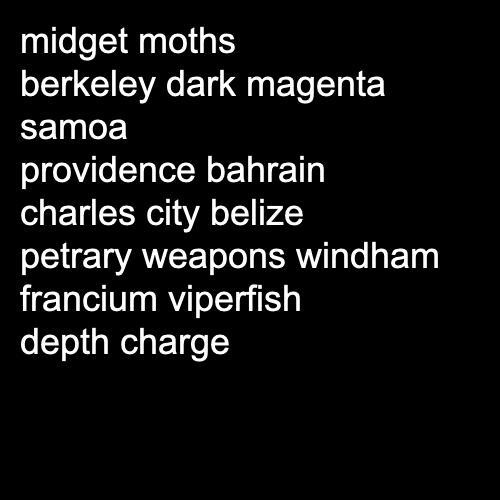 midget moths
berkeley dark magenta
samoa
providence bahrain
charles city belize
petrary weapons windham
francium viperfish
depth charge